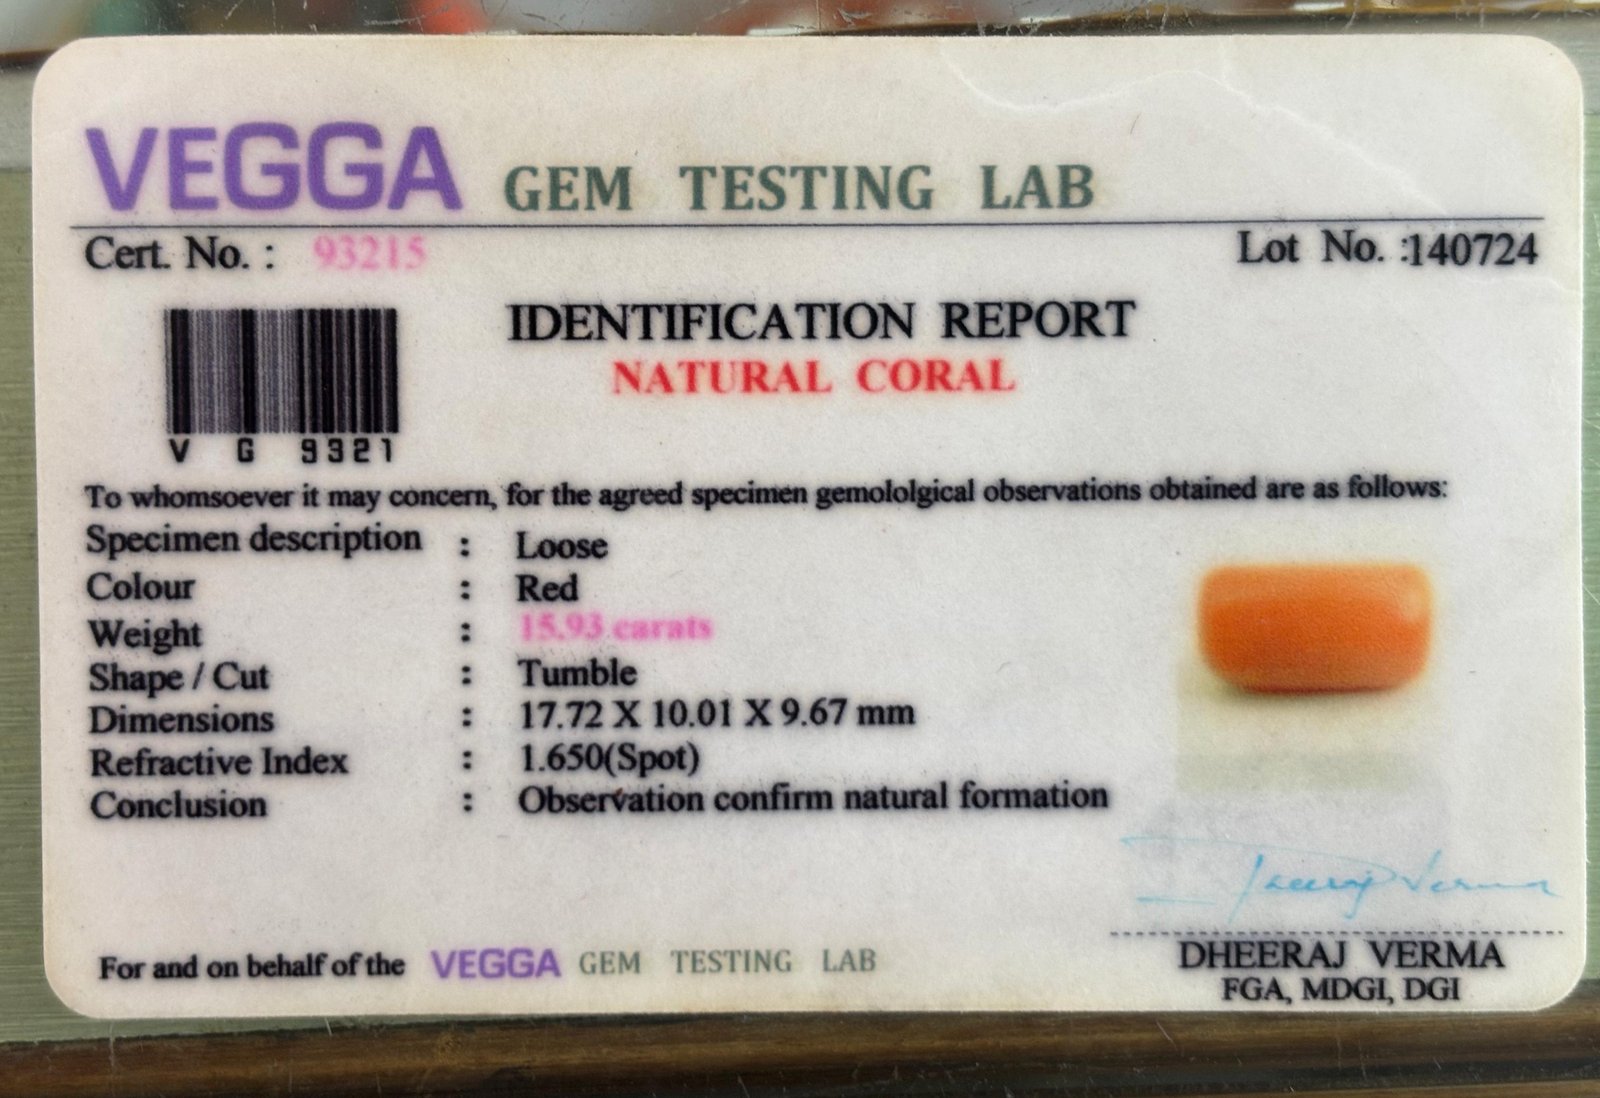 VEGGA GEM TESTING LAB
Cert. No. : 93215 Lot No. :140724
IDENTIFICATION REPORT
NATURAL CORAL
V G 9321
To whomsoever it may concern, for the agreed specimen gemololgical observations obtained are as follows:
Specimen description : Loose
Colour : Red
Weight : 15.93 carats
Shape / Cut : Tumble
Dimensions : 17.72 X 10.01 X 9.67 mm
Refractive Index : 1.650(Spot)
Conclusion : Observation confirm natural formation
Dheeraj Verma
For and on behalf of the VEGGA GEM TESTING LAB
DHEERAJ VERMA
FGA, MDGI, DGI